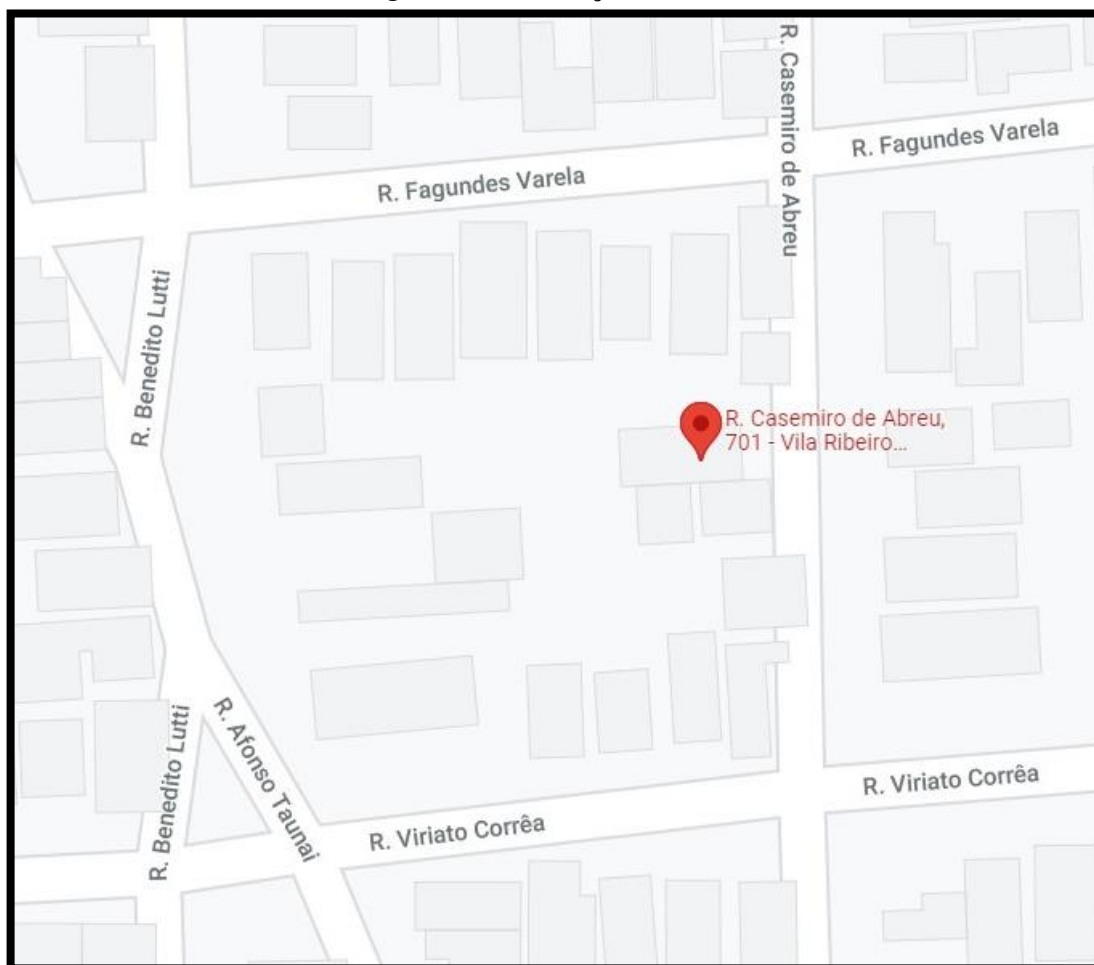 R. Casemiro de Abreu
R. Fagundes Varela
R. Fagundes Varela
R. Benedito Lutti
R. Casemiro de Abreu,
701 - Vila Ribeiro...
R. Benedito Lutti
R. Afonso Taunai
R. Viriato Corrêa
R. Viriato Corrêa